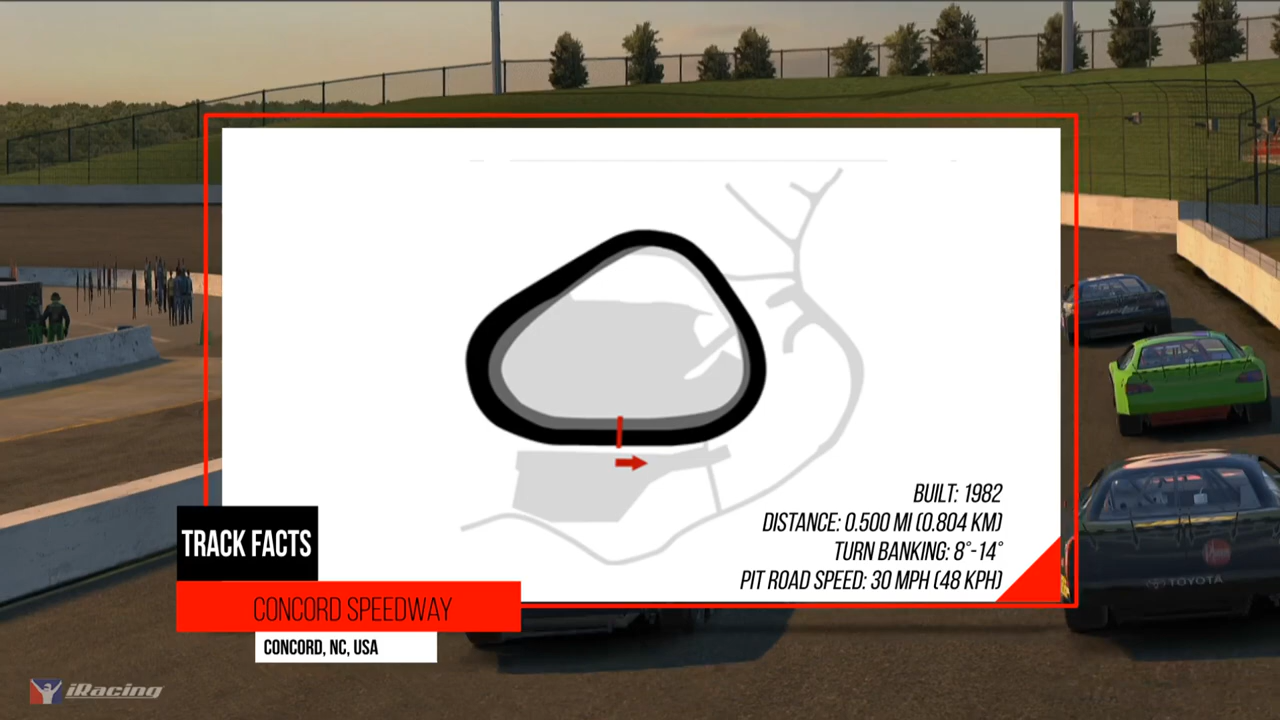 BUILT: 1982
DISTANCE: 0.500 MI (0.804 KM)
TURN BANKING: 8°-14°
PIT ROAD SPEED: 30 MPH (48 KPH)
TRACK FACTS
CONCORD SPEEDWAY
CONCORD, NC, USA
TOYOTA
iRacing